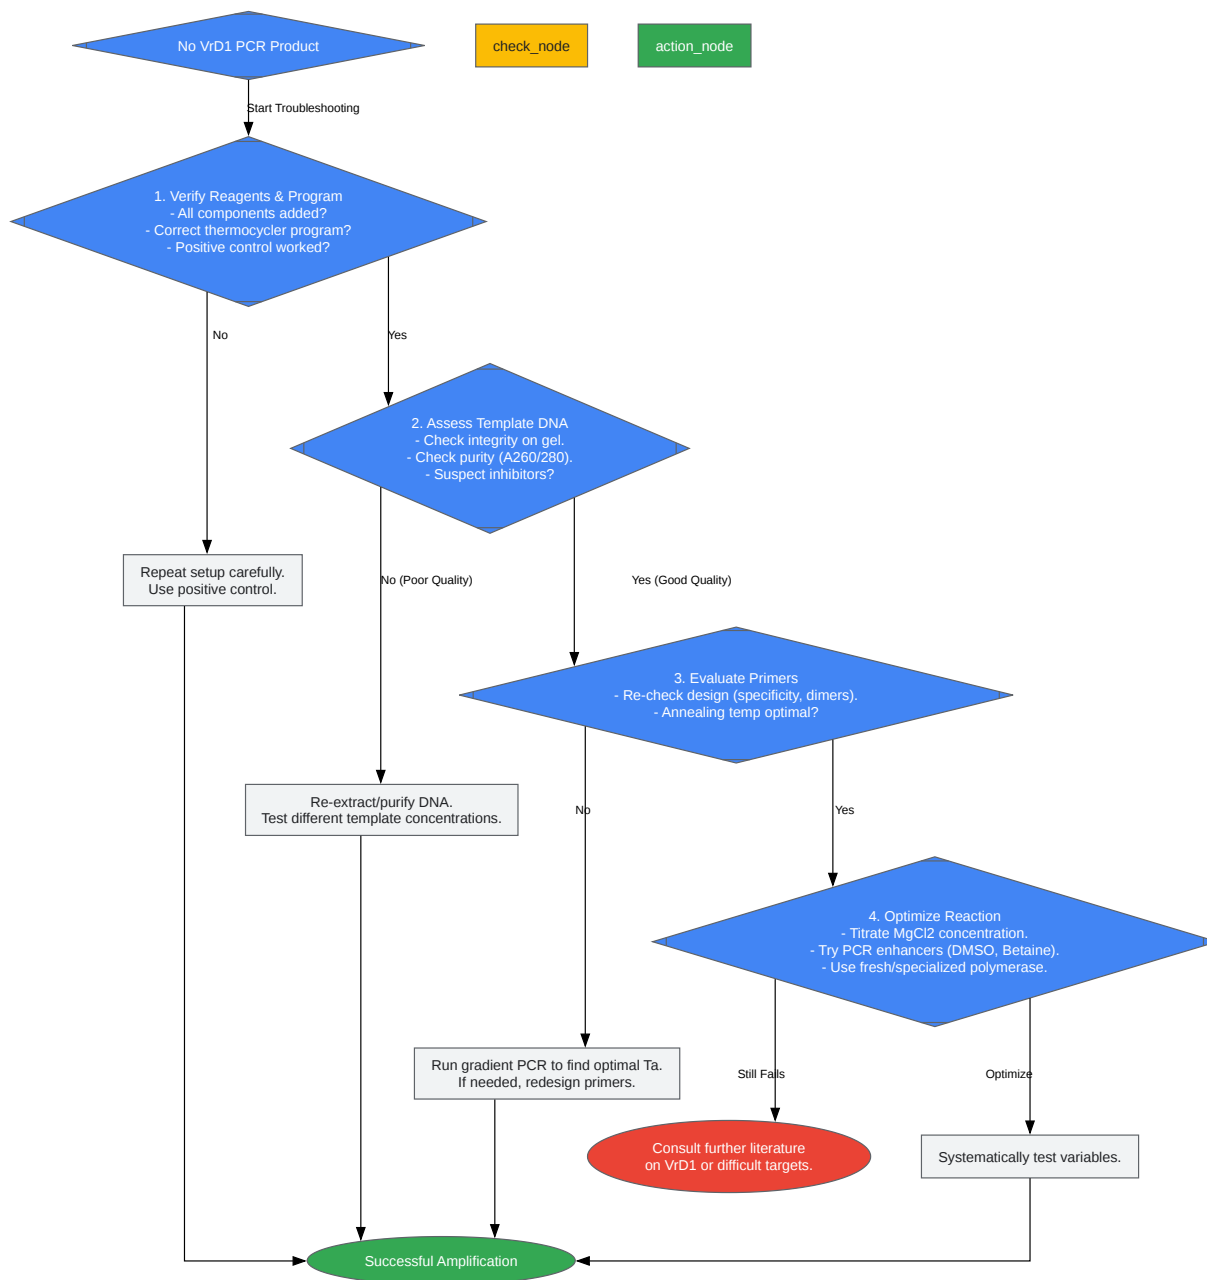 No VrD1 PCR Product
check_node
action_node
Start Troubleshooting
1. Verify Reagents & Program
- All components added?
- Correct thermocycler program?
- Positive control worked?
No
Yes
2. Assess Template DNA
- Check integrity on gel.
- Check purity (A260/280).
- Suspect inhibitors?
Repeat setup carefully.
Use positive control.
No (Poor Quality)
Yes (Good Quality)
3. Evaluate Primers
- Re-check design (specificity, dimers).
- Annealing temp optimal?
Re-extract/purify DNA.
Test different template concentrations.
No
Yes
4. Optimize Reaction
- Titrate MgCl2 concentration.
- Try PCR enhancers (DMSO, Betaine).
- Use fresh/specialized polymerase.
Run gradient PCR to find optimal Ta.
If needed, redesign primers.
Still Fails
Optimize
Consult further literature
on VrD1 or difficult targets.
Systematically test variables.
Successful Amplification